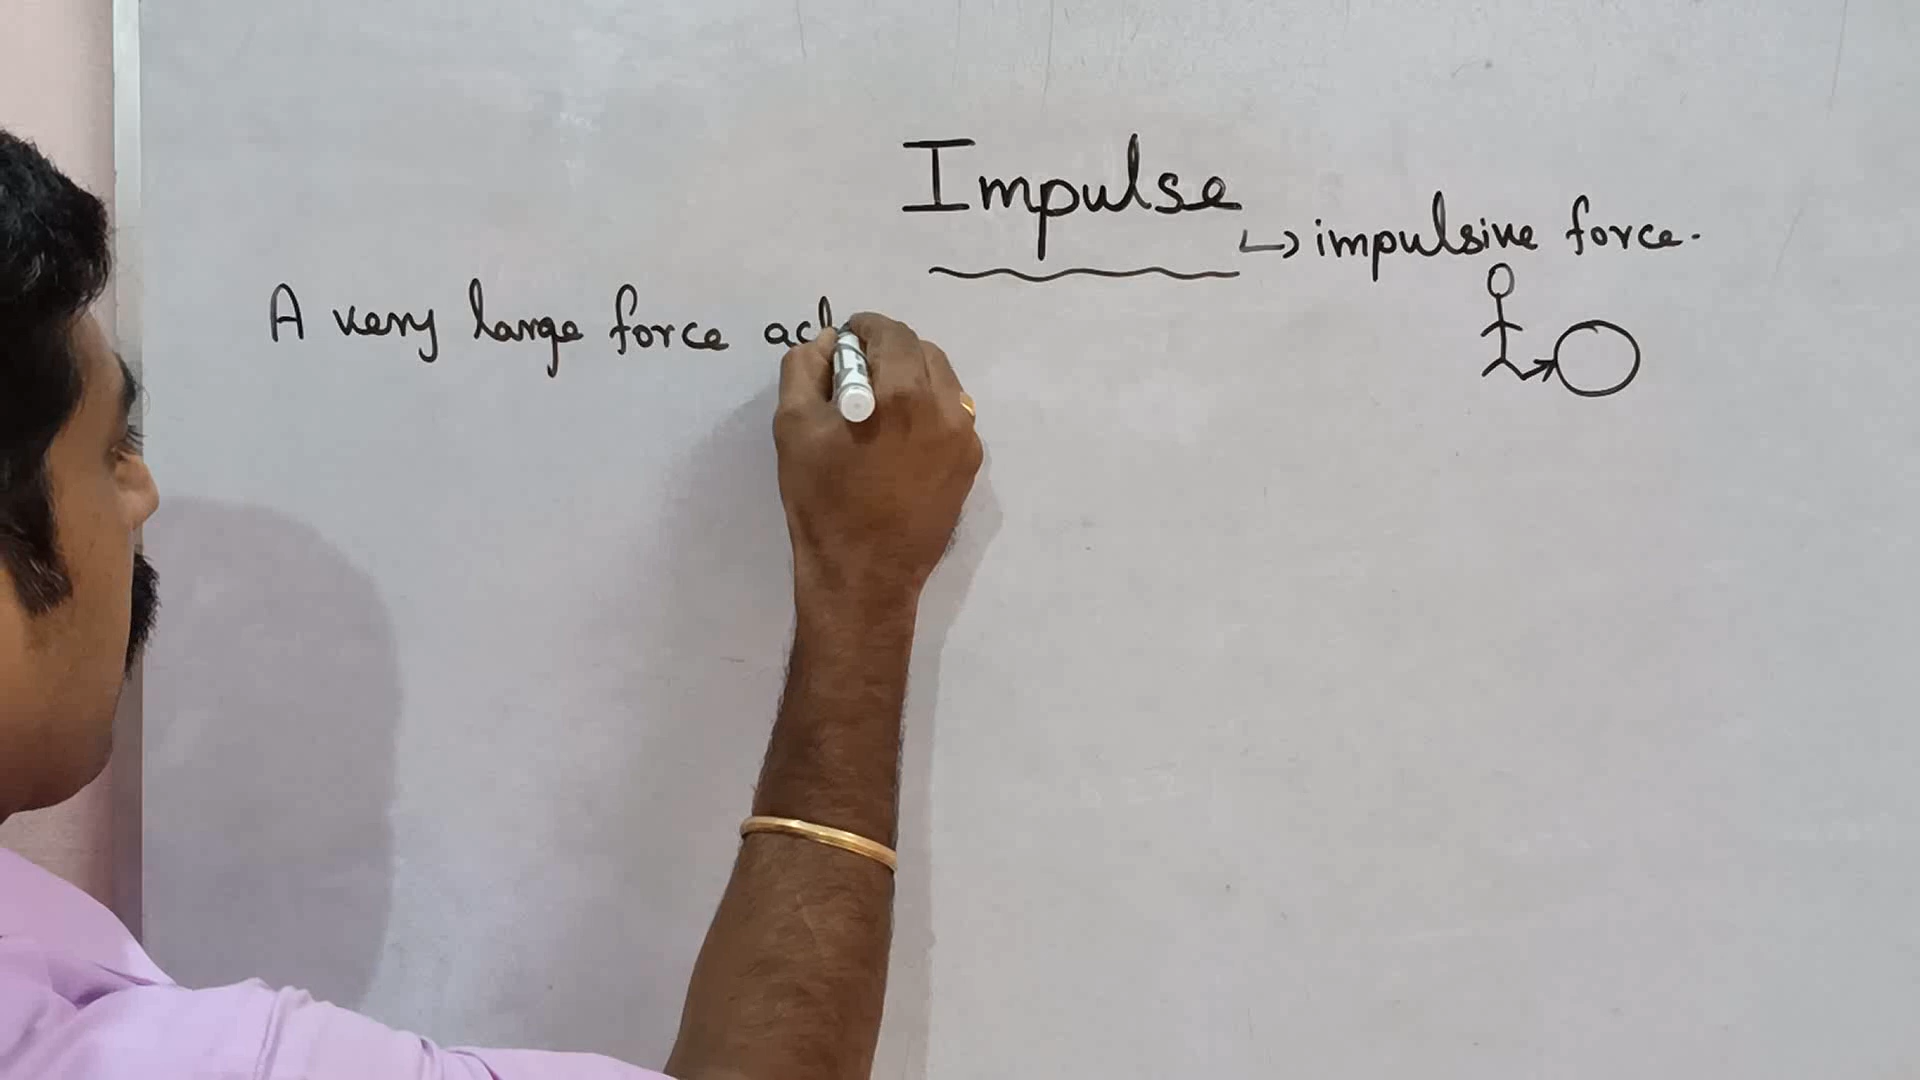 Impulse
↳ impulsive force.
A very large force